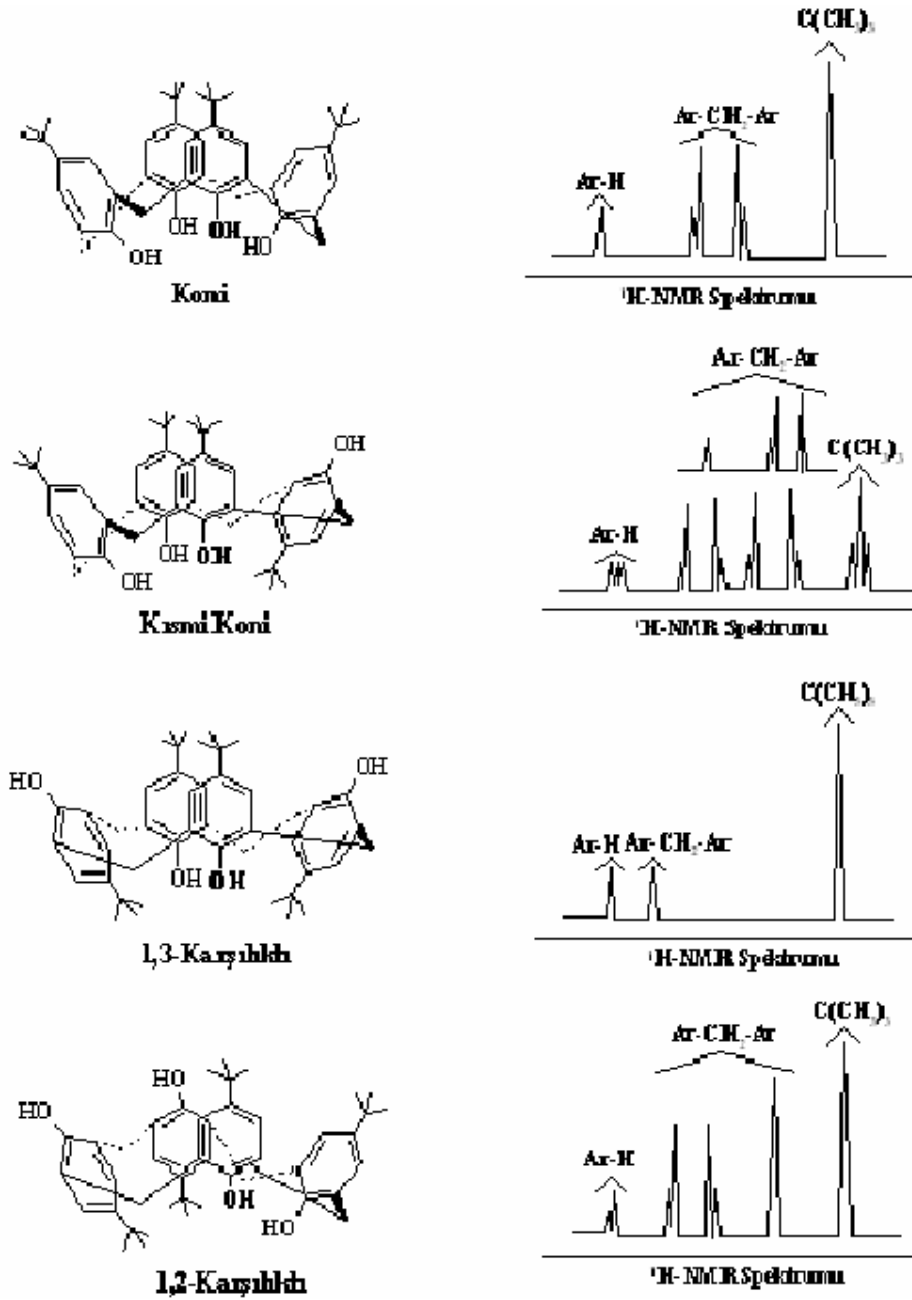 C(CH₃)₃
Ar-CH₂-Ar
Ar-H
OH
OH
HO
OH
Koni
¹H-NMR Spektrumu
Ar-CH₂-Ar
OH
C(CH₃)₃
Ar-H
OH
OH
OH
Kısmi Koni
¹H-NMR Spektrumu
C(CH₃)₃
HO
OH
Ar-H
Ar-CH₂-Ar
OH
OH
1,3-Karşılıklı
¹H-NMR Spektrumu
C(CH₃)₃
Ar-CH₂-Ar
HO
HO
Ar-H
OH
HO
1,2-Karşılıklı
¹H-NMR Spektrumu